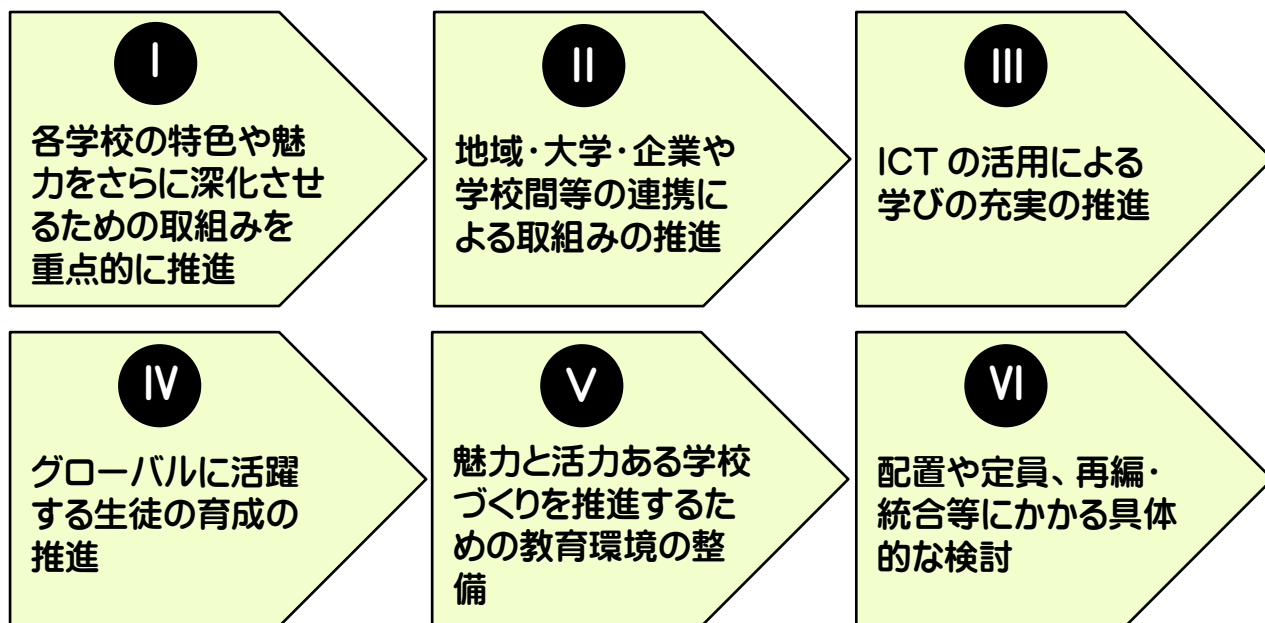 Ⅰ
各学校の特色や魅
力をさらに深化させ
るための取組みを
重点的に推進
Ⅱ
地域・大学・企業や
学校間等の連携に
よる取組みの推進
Ⅲ
ICT の活用による
学びの充実の推進
Ⅳ
グローバルに活躍
する生徒の育成の
推進
Ⅴ
魅力と活力ある学校
づくりを推進するた
めの教育環境の整
備
Ⅵ
配置や定員、再編・
統合等にかかる具体
的な検討